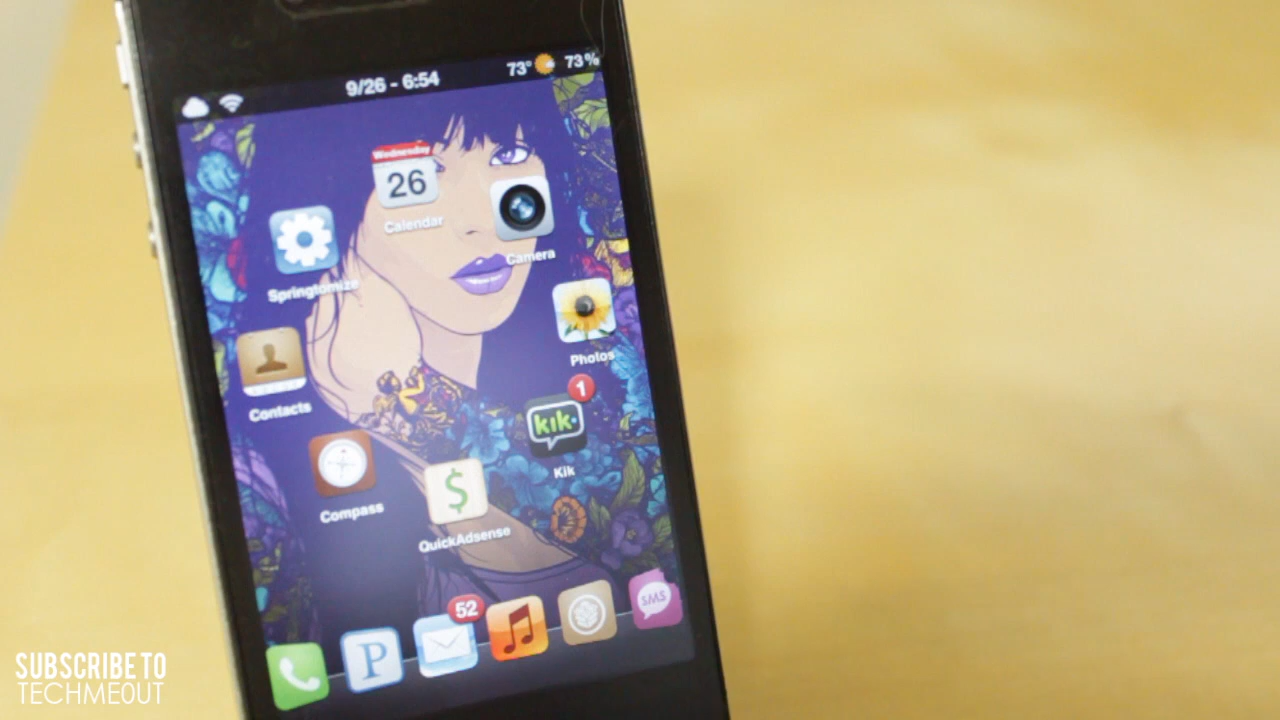 9/26 - 6:54
73°
73%
Wednesday
26
Calendar
Camera
Springtomize
Photos
Contacts
1
kik
Kik
Compass
$
QuickAdsense
52
P
SMS
SUBSCRIBE TO
TECHMEOUT